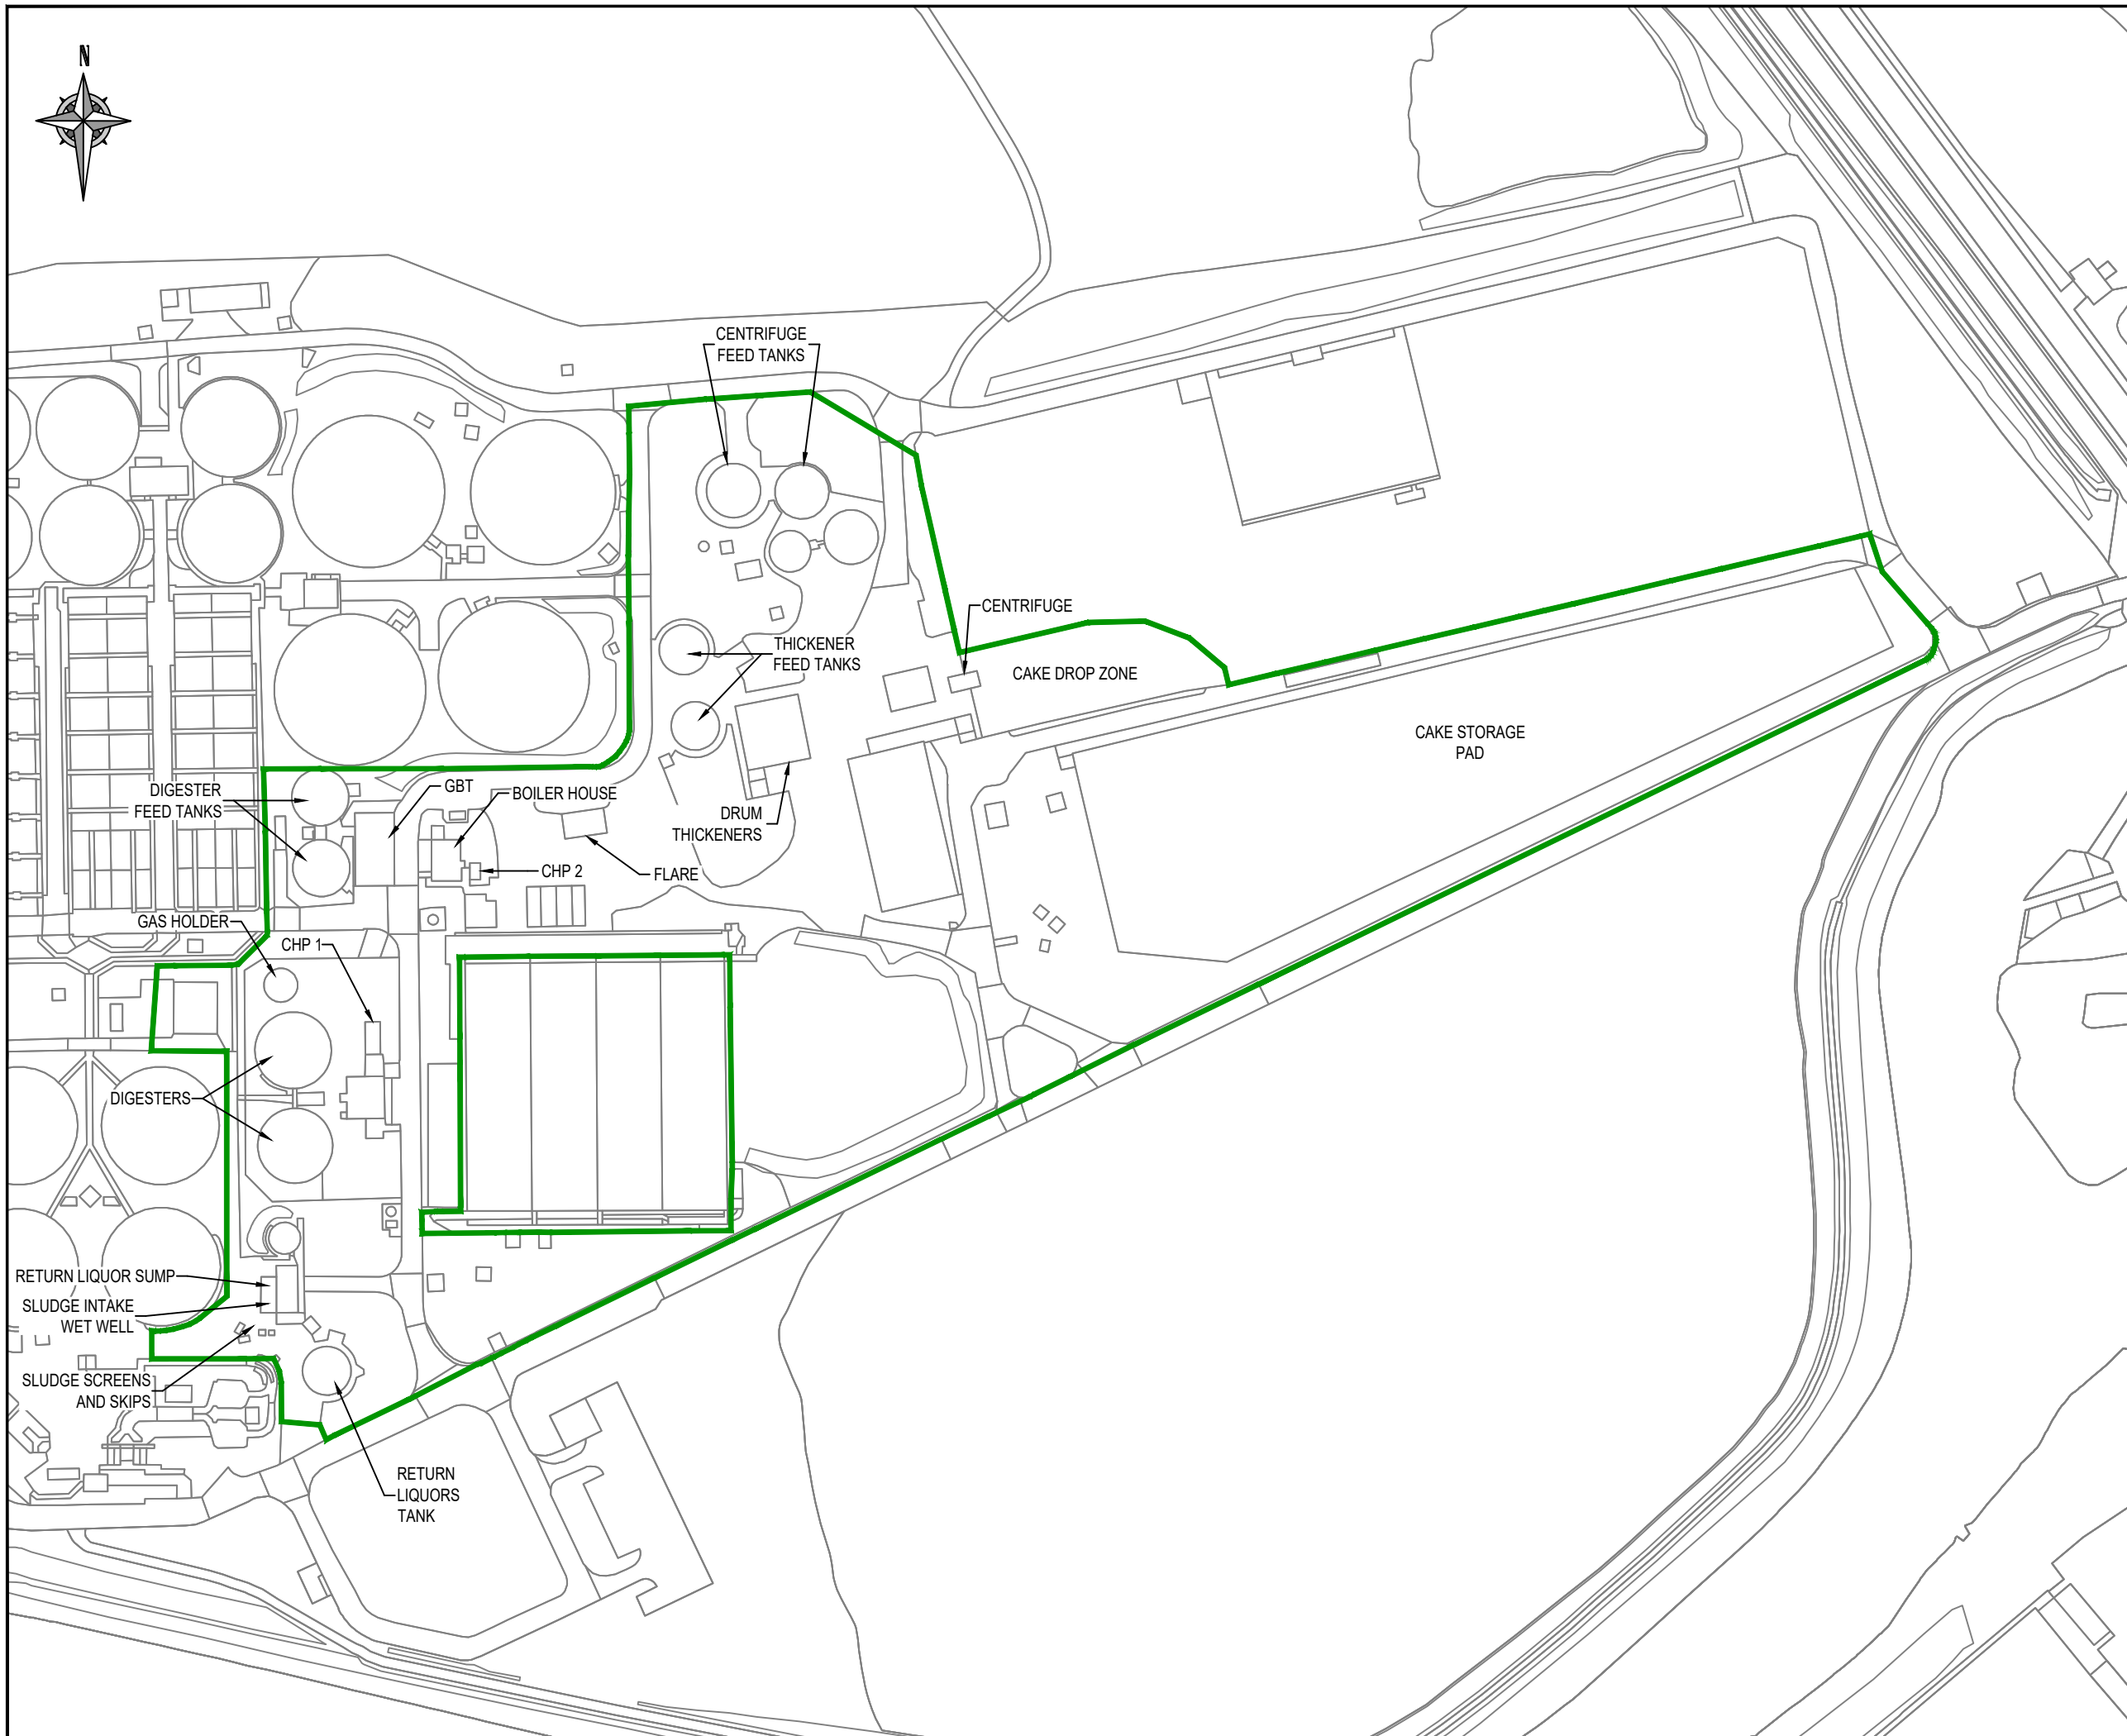 N
CENTRIFUGE
FEED TANKS
CENTRIFUGE
THICKENER
FEED TANKS
CAKE DROP ZONE
CAKE STORAGE
PAD
DIGESTER
FEED TANKS
GBT
BOILER HOUSE
DRUM
THICKENERS
CHP 2
FLARE
GAS HOLDER
CHP 1
DIGESTERS
RETURN LIQUOR SUMP
SLUDGE INTAKE
WET WELL
SLUDGE SCREENS
AND SKIPS
RETURN
LIQUORS
TANK